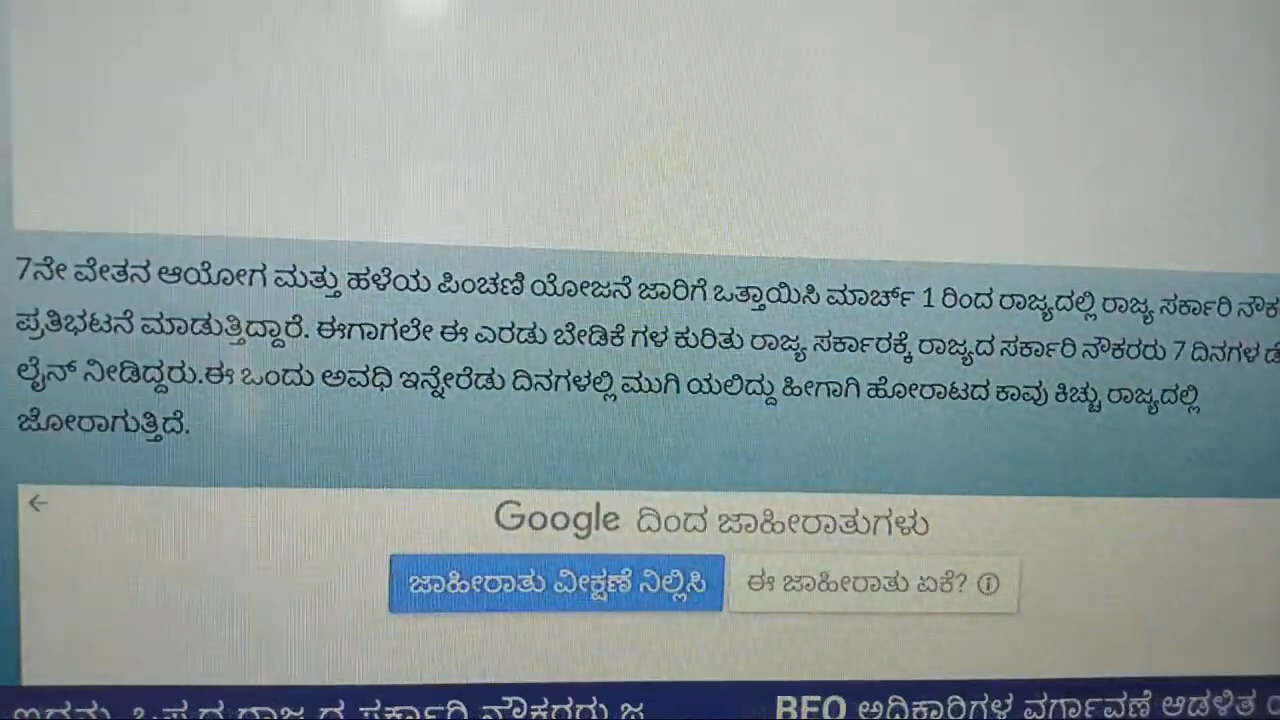 7ನೇ ವೇತನ ಆಯೋಗ ಮತ್ತು ಹಳೆಯ ಪಿಂಚಣಿ ಯೋಜನೆ ಜಾರಿಗೆ ಒತ್ತಾಯಿಸಿ ಮಾರ್ಚ್ 1 ರಿಂದ ರಾಜ್ಯದಲ್ಲಿ ರಾಜ್ಯ ಸರ್ಕಾರಿ
ಪ್ರತಿಭಟನೆ ಮಾಡುತ್ತಿದ್ದಾರೆ. ಈಗಾಗಲೇ ಈ ಎರಡು ಬೇಡಿಕೆ ಗಳ ಕುರಿತು ರಾಜ್ಯ ಸರ್ಕಾರಕ್ಕೆ ರಾಜ್ಯದ ಸರ್ಕಾರಿ ನೌಕರರು 7 ದಿನಗಳ
ಲೈನ್ ನೀಡಿದ್ದರು.ಈ ಒಂದು ಅವಧಿ ಇನ್ನೇರೆಡು ದಿನಗಳಲ್ಲಿ ಮುಗಿ ಯಲಿದ್ದು ಹೀಗಾಗಿ ಹೋರಾಟದ ಕಾವು ಕಿಚ್ಚು ರಾಜ್ಯದಲ್ಲಿ
ಜೋರಾಗುತ್ತಿದೆ.
Google ದಿಂದ ಜಾಹೀರಾತುಗಳು
ಜಾಹೀರಾತು ವೀಕ್ಷಣೆ ನಿಲ್ಲಿಸಿ ಈ ಜಾಹೀರಾತು ಏಕೆ?
BEO ಅಧಿಕಾರಿಗಳ ವರ್ಗಾವಣೆ ಆಡಳಿತ